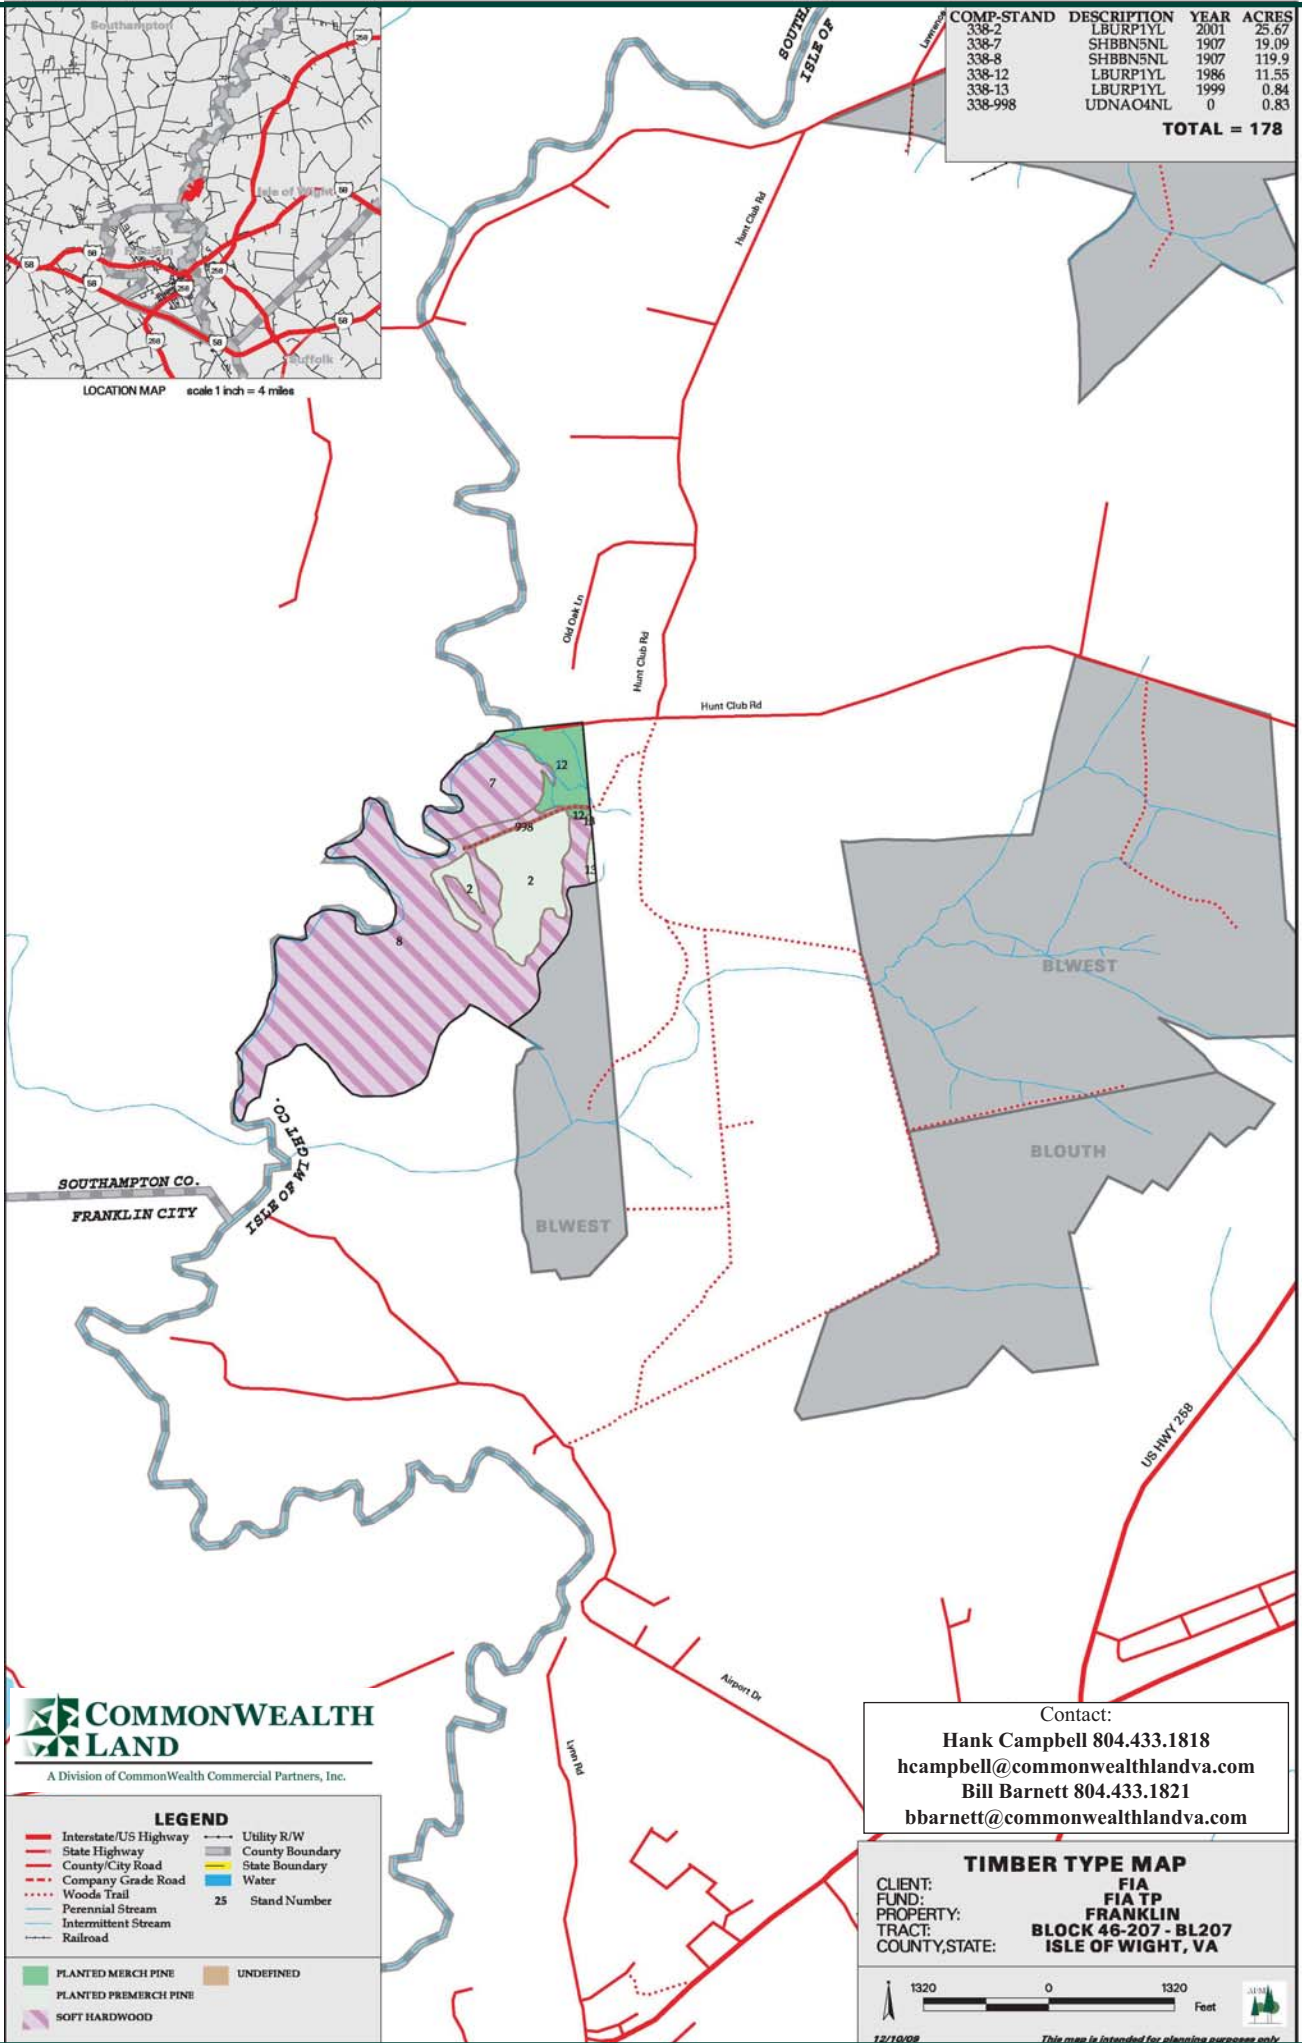 COMP-STAND DESCRIPTION YEAR ACRES
338-2 LBURP1YL 2001 25.67
338-7 SHBBN5NL 1907 19.09
338-8 SHBBN5NL 1907 119.9
338-12 LBURP1YL 1986 11.55
338-13 LBURP1YL 1999 0.84
338-998 UDNAO4NL 0 0.83
TOTAL = 178
Southampton
258
Isle of Wight
58
58
58
58
258
258
258
58
58
Suffolk
LOCATION MAP scale 1 inch = 4 miles
ISLE OF
Hunt Club Rd
Old Oak Ln
Hunt Club Rd
Hunt Club Rd
12
7
12
998
13
2
2
8
BLWEST
BLOUTH
BLWEST
SOUTHAMPTON CO.
FRANKLIN CITY
ISLE OF WIGHT CO.
US HWY 258
Airport Dr
Lynn Rd
COMMONWEALTH
LAND
A Division of CommonWealth Commercial Partners, Inc.
Contact:
Hank Campbell 804.433.1818
hcampbell@commonwealthlandva.com
Bill Barnett 804.433.1821
bbarnett@commonwealthlandva.com
LEGEND
Interstate/US Highway
State Highway
County/City Road
Company Grade Road
Woods Trail
Perennial Stream
Intermittent Stream
Railroad
Utility R/W
County Boundary
State Boundary
Water
25 Stand Number
PLANTED MERCH PINE
PLANTED PREMERCH PINE
SOFT HARDWOOD
UNDEFINED
TIMBER TYPE MAP
CLIENT: FIA
FUND: FIA TP
PROPERTY: FRANKLIN
TRACT: BLOCK 46-207 - BL207
COUNTY,STATE: ISLE OF WIGHT, VA
1320 0 1320
Feet
12/10/09
This map is intended for planning purposes only